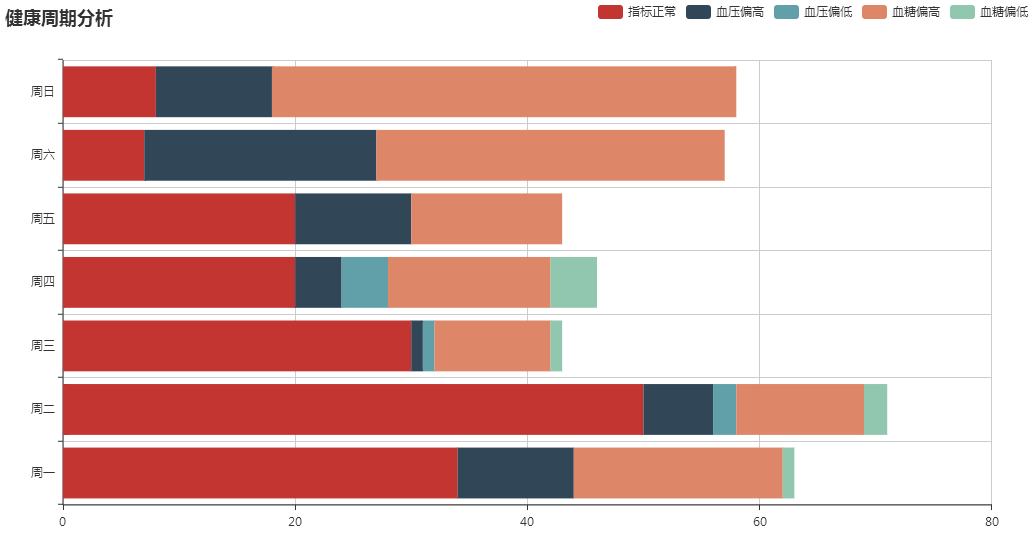 健康周期分析
指标正常 血压偏高 血压偏低 血糖偏高 血糖偏低
周日
周六
周五
周四
周三
周二
周一
0 20 40 60 80